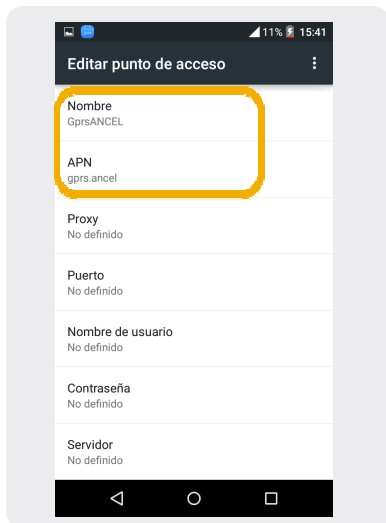 11% 15:41
Editar punto de acceso
Nombre
GprsANCEL
APN
gprs.ancel
Proxy
No definido
Puerto
No definido
Nombre de usuario
No definido
Contraseña
No definido
Servidor
No definido